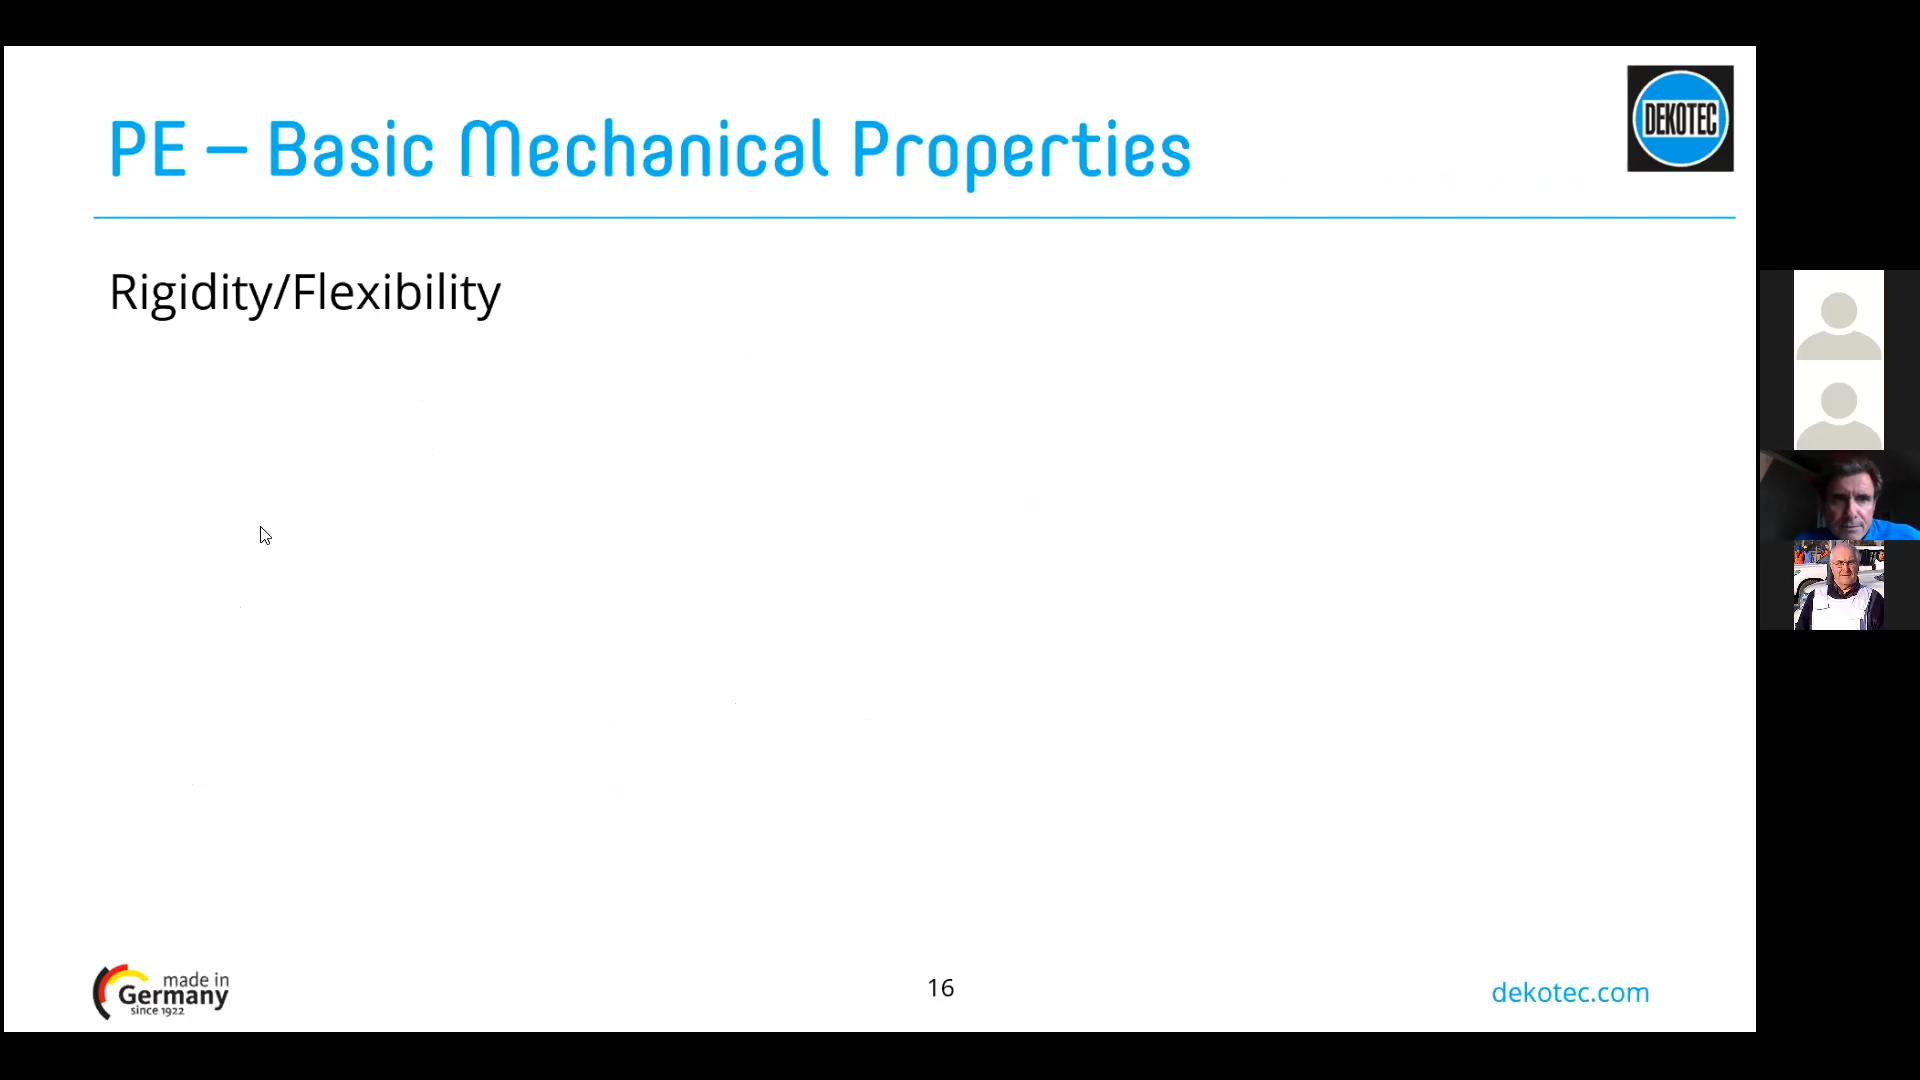 PE – Basic Mechanical Properties
DEKOTEC
Rigidity/Flexibility
made in
Germany
since 1922
16
dekotec.com